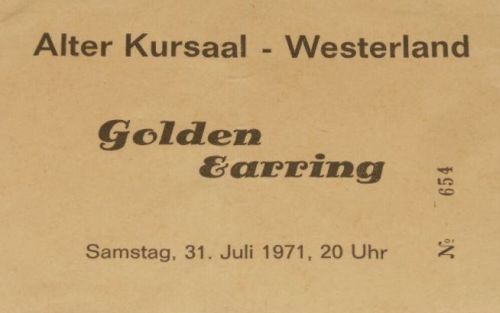 Alter Kursaal - Westerland
Golden
Earring
Samstag, 31. Juli 1971, 20 Uhr
№ 654